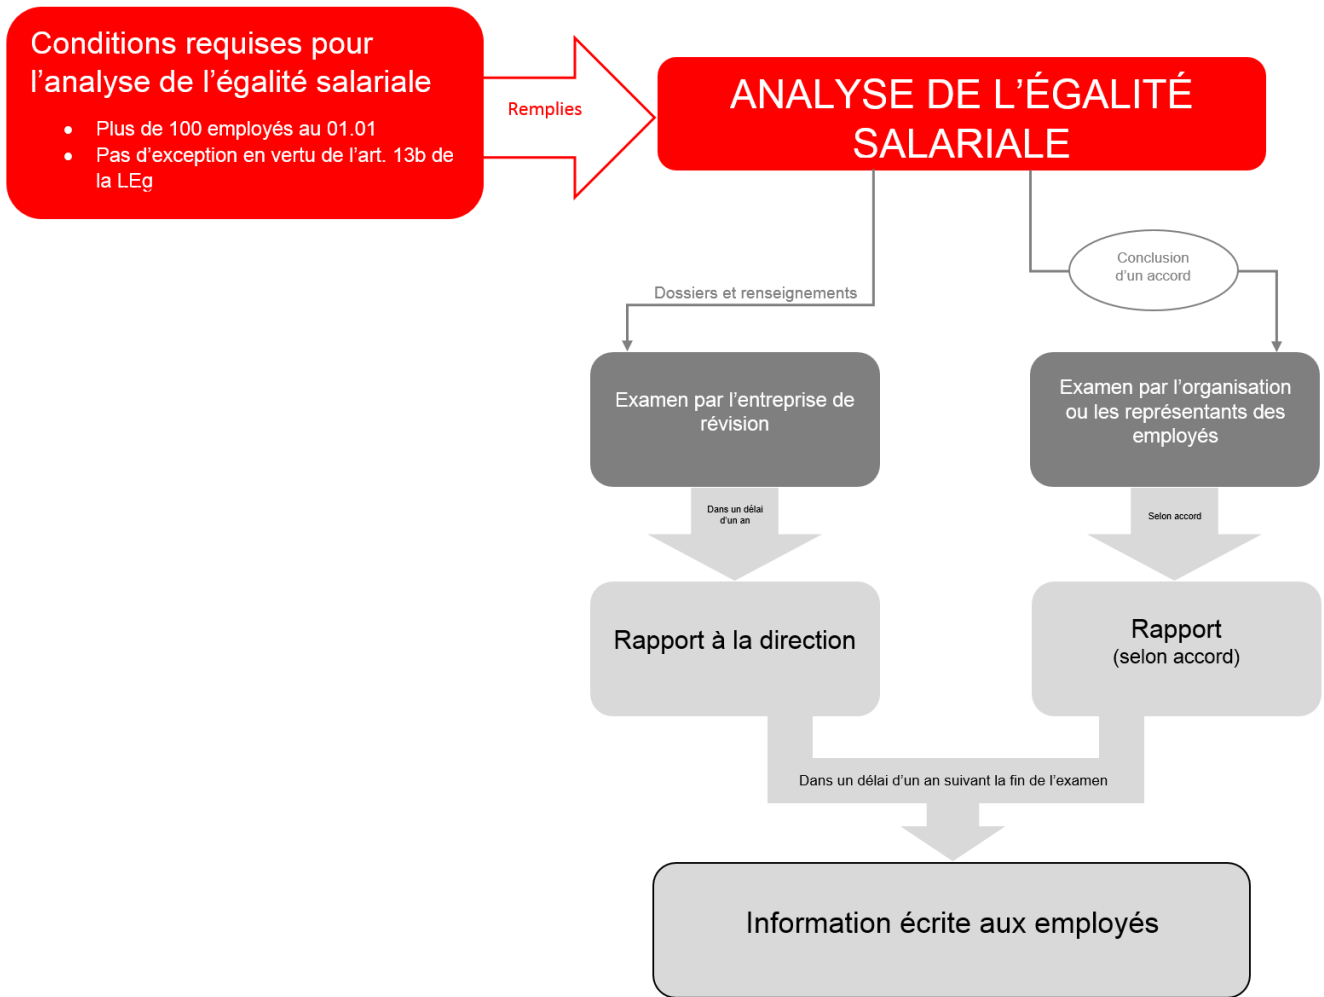 Conditions requises pour
l’analyse de l’égalité salariale
• Plus de 100 employés au 01.01
• Pas d’exception en vertu de l’art. 13b de
la LEg
Remplies
ANALYSE DE L’ÉGALITÉ
SALARIALE
Conclusion
d’un accord
Dossiers et renseignements
Examen par l’entreprise de
révision
Examen par l’organisation
ou les représentants des
employés
Dans un délai
d’un an
Selon accord
Rapport à la direction
Rapport
(selon accord)
Dans un délai d’un an suivant la fin de l’examen
Information écrite aux employés